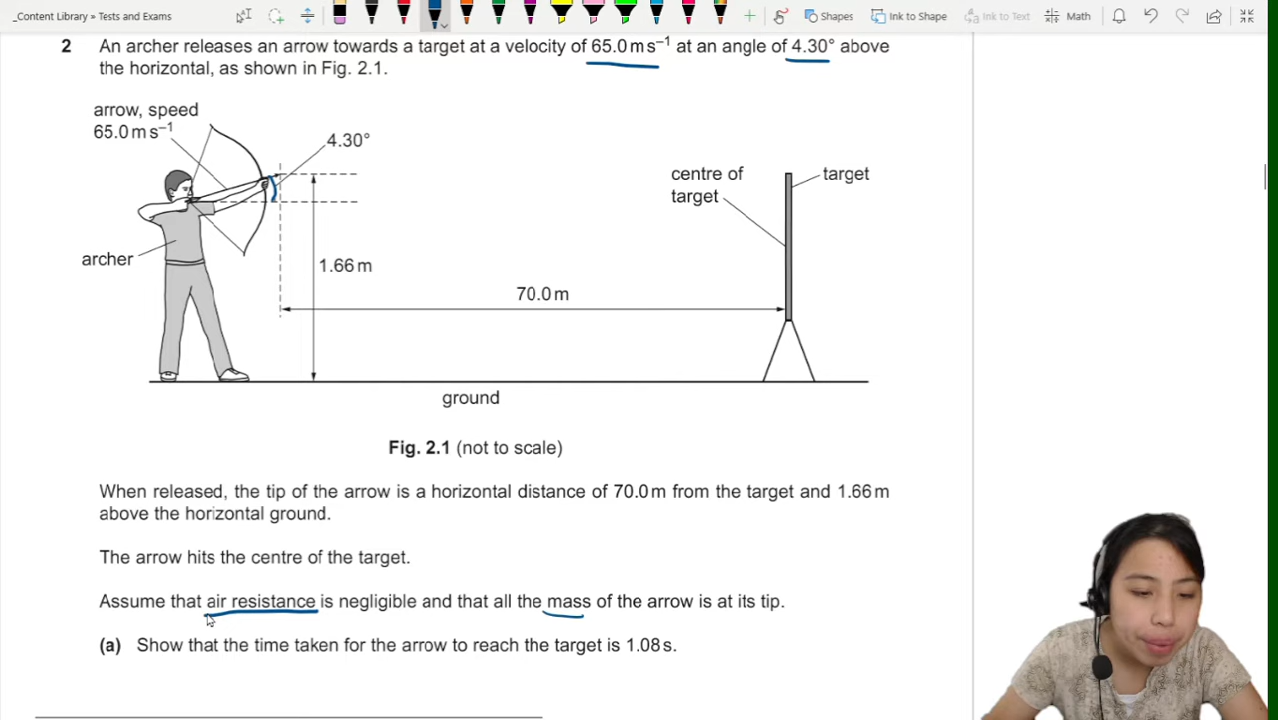 _Content Library » Tests and Exams
Shapes
Ink to Shape
Ink to Text
Math
2 An archer releases an arrow towards a target at a velocity of 65.0 m s⁻¹ at an angle of 4.30° above
the horizontal, as shown in Fig. 2.1.
arrow, speed
65.0 m s⁻¹
4.30°
centre of
target
target
archer
1.66 m
70.0 m
ground
Fig. 2.1 (not to scale)
When released, the tip of the arrow is a horizontal distance of 70.0 m from the target and 1.66 m
above the horizontal ground.
The arrow hits the centre of the target.
Assume that air resistance is negligible and that all the mass of the arrow is at its tip.
(a) Show that the time taken for the arrow to reach the target is 1.08 s.